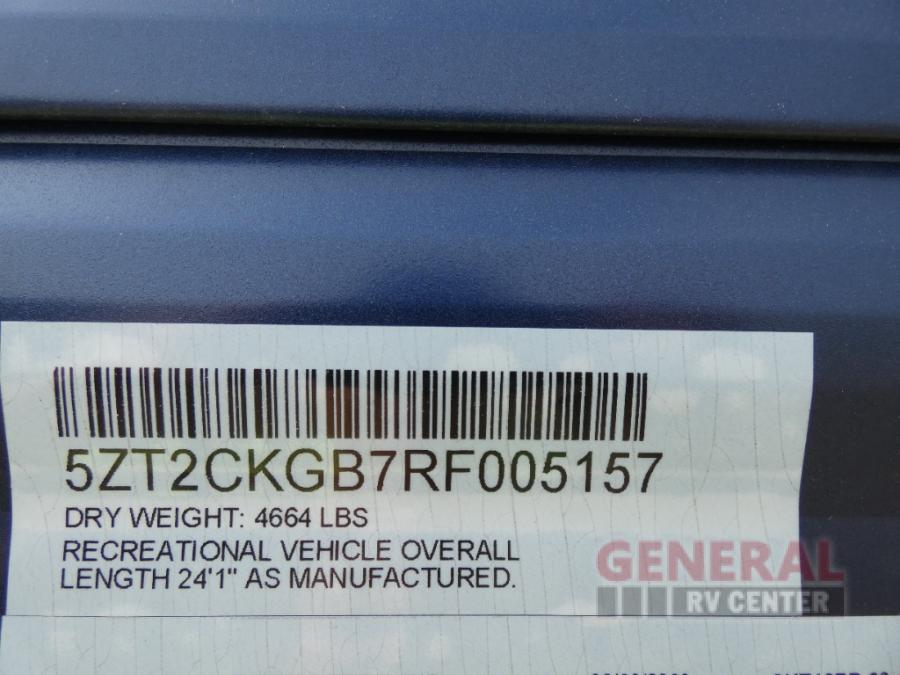 5ZT2CKGB7RF005157
DRY WEIGHT: 4664 LBS
RECREATIONAL VEHICLE OVERALL
LENGTH 24'1" AS MANUFACTURED.
GENERAL
RV CENTER